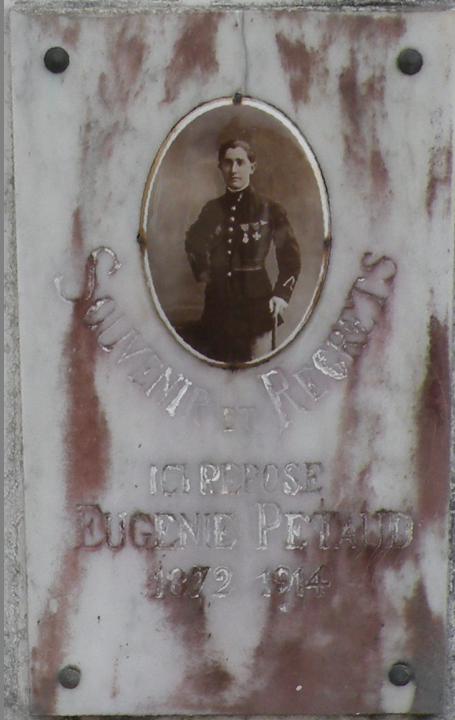 SOUVENIR ET REGRETS
ICI REPOSE
EUGENIE PETAUD
1872 1914